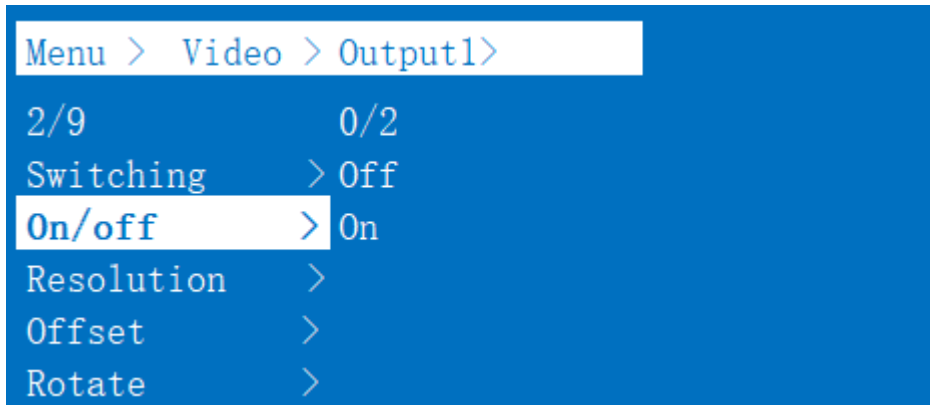 Menu > Video > Output1>
2/9 0/2
Switching > Off
On/off > On
Resolution >
Offset >
Rotate >